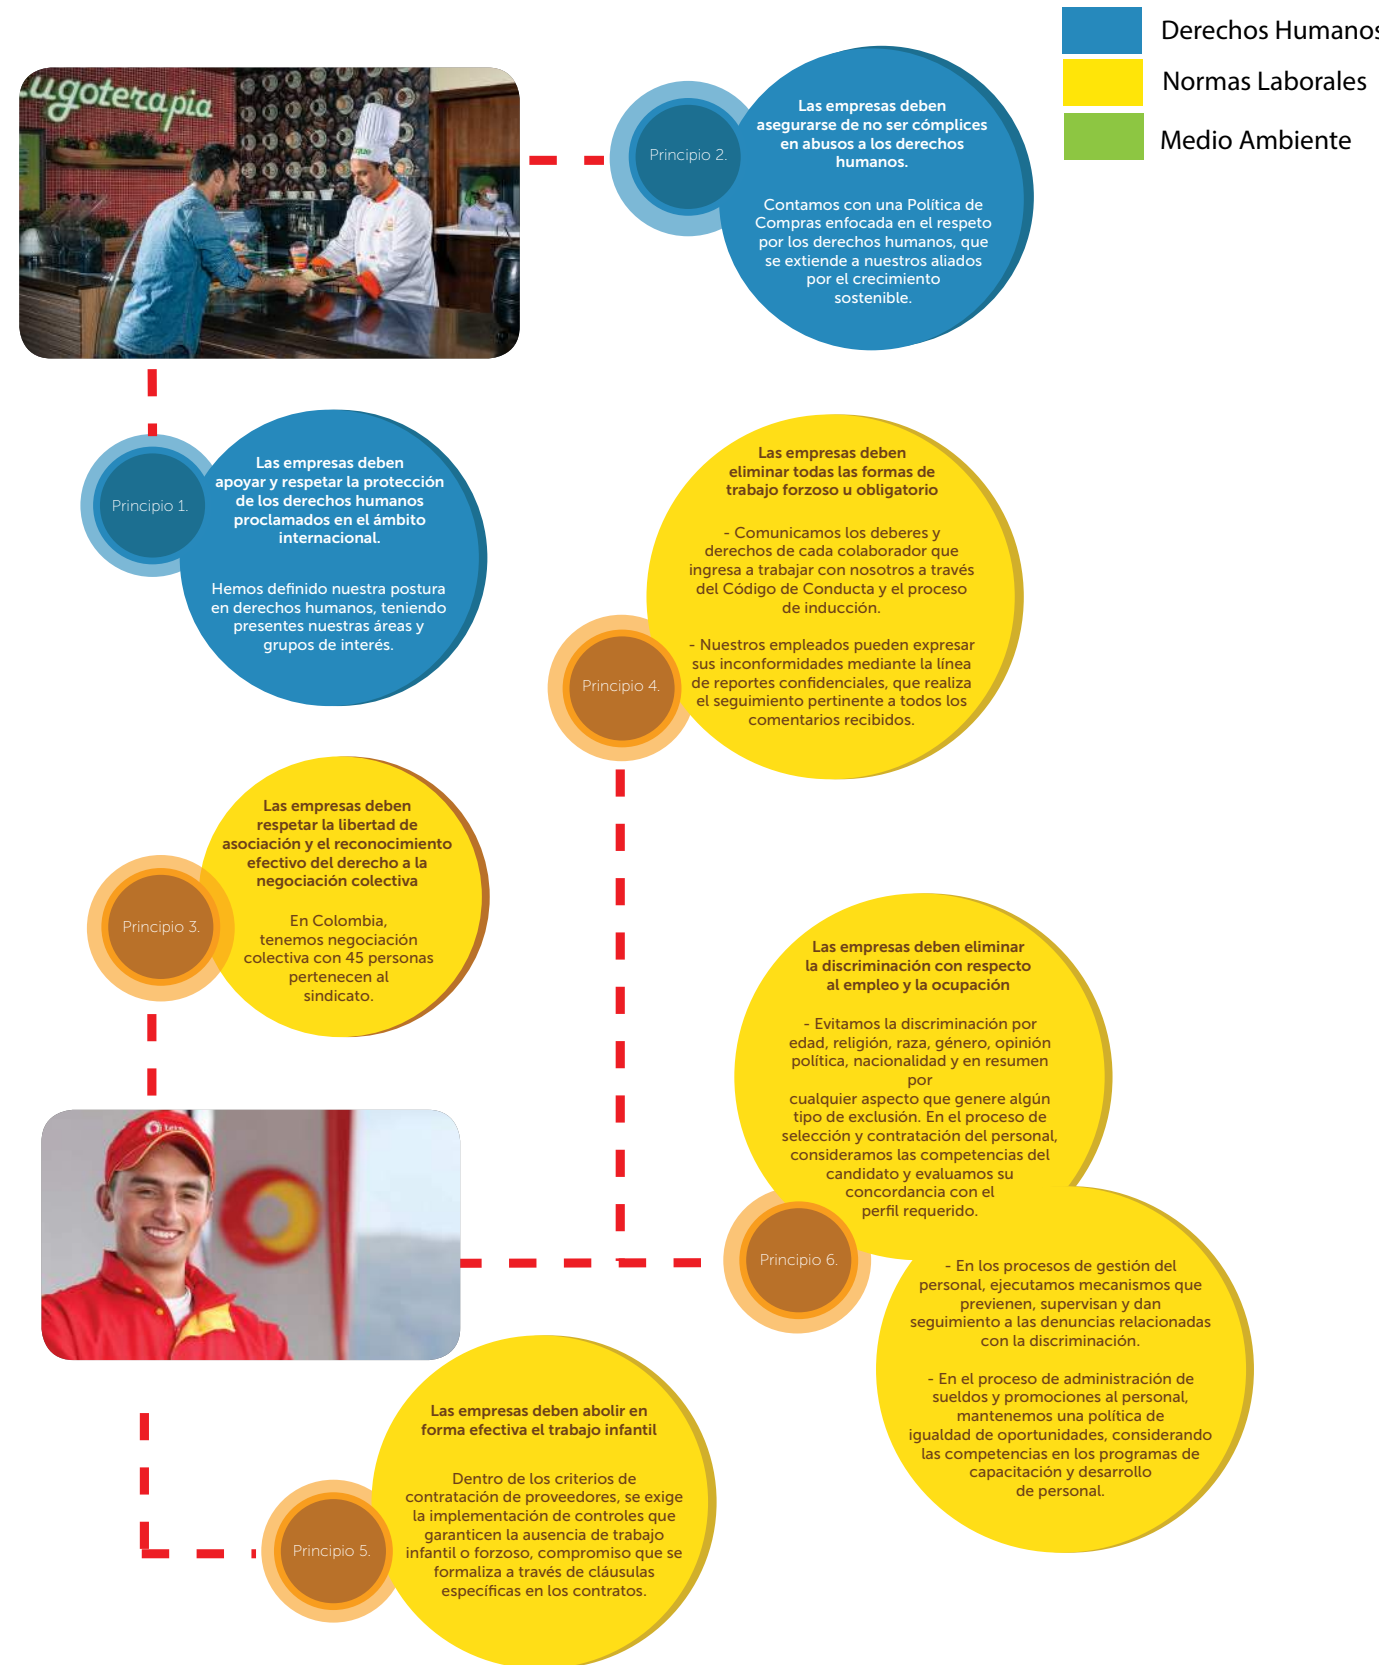 Derechos Humanos
Normas Laborales
Medio Ambiente
ugoterapia
Principio 2.
Las empresas deben
asegurarse de no ser cómplices
en abusos a los derechos
humanos.
Contamos con una Política de
Compras enfocada en el respeto
por los derechos humanos, que
se extiende a nuestros aliados
por el crecimiento
sostenible.
Principio 1.
Las empresas deben
apoyar y respetar la protección
de los derechos humanos
proclamados en el ámbito
internacional.
Hemos definido nuestra postura
en derechos humanos, teniendo
presentes nuestras áreas y
grupos de interés.
Principio 4.
Las empresas deben
eliminar todas las formas de
trabajo forzoso u obligatorio
- Comunicamos los deberes y
derechos de cada colaborador que
ingresa a trabajar con nosotros a través
del Código de Conducta y el proceso
de inducción.
- Nuestros empleados pueden expresar
sus inconformidades mediante la línea
de reportes confidenciales, que realiza
el seguimiento pertinente a todos los
comentarios recibidos.
Principio 3.
Las empresas deben
respetar la libertad de
asociación y el reconocimiento
efectivo del derecho a la
negociación colectiva
En Colombia,
tenemos negociación
colectiva con 45 personas
pertenecen al
sindicato.
Principio 6.
Las empresas deben eliminar
la discriminación con respecto
al empleo y la ocupación
- Evitamos la discriminación por
edad, religión, raza, género, opinión
política, nacionalidad y en resumen
por
cualquier aspecto que genere algún
tipo de exclusión. En el proceso de
selección y contratación del personal,
consideramos las competencias del
candidato y evaluamos su
concordancia con el
perfil requerido.
- En los procesos de gestión del
personal, ejecutamos mecanismos que
previenen, supervisan y dan
seguimiento a las denuncias relacionadas
con la discriminación.
- En el proceso de administración de
sueldos y promociones al personal,
mantenemos una política de
igualdad de oportunidades, considerando
las competencias en los programas de
capacitación y desarrollo
de personal.
Principio 5.
Las empresas deben abolir en
forma efectiva el trabajo infantil
Dentro de los criterios de
contratación de proveedores, se exige
la implementación de controles que
garanticen la ausencia de trabajo
infantil o forzoso, compromiso que se
formaliza a través de cláusulas
específicas en los contratos.